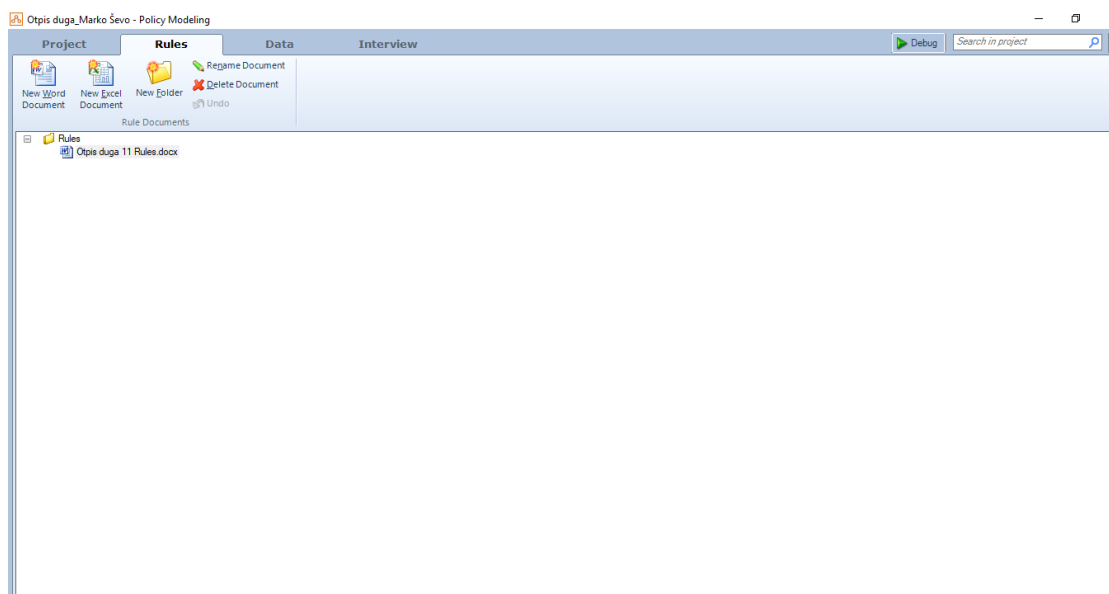 Otpis duga_Marko Ševo - Policy Modeling
Project Rules Data Interview Debug Search in project
New Word Document
New Excel Document
New Folder
Rename Document
Delete Document
Undo
Rule Documents
Rules
Otpis duga 11 Rules.docx